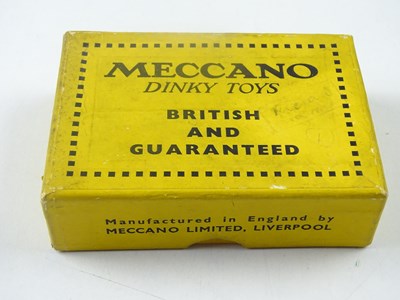 MECCANO
DINKY TOYS
BRITISH
AND
GUARANTEED
Manufactured in England by
MECCANO LIMITED, LIVERPOOL